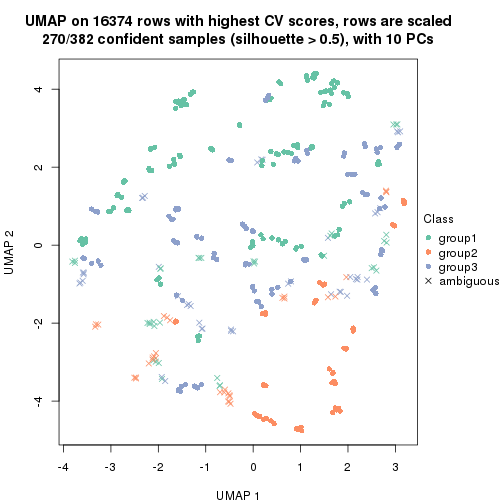 UMAP on 16374 rows with highest CV scores, rows are scaled
270/382 confident samples (silhouette > 0.5), with 10 PCs
4
2
0
-2
-4
UMAP 2
-4 -3 -2 -1 0 1 2 3
UMAP 1
Class
group1
group2
group3
ambiguous